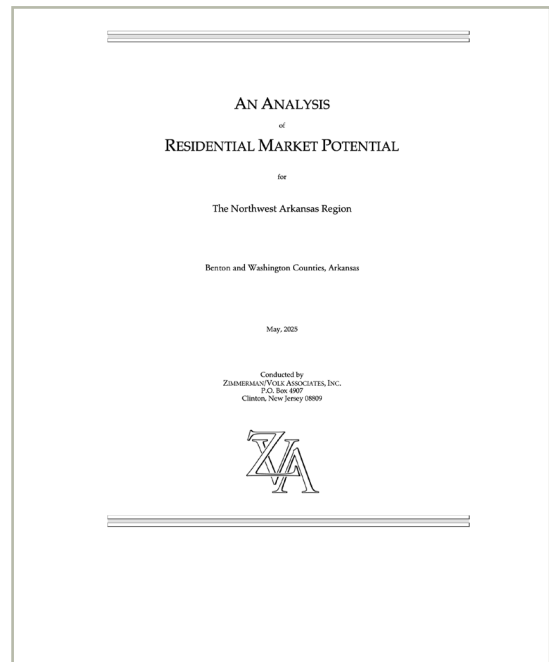 AN ANALYSIS
of
RESIDENTIAL MARKET POTENTIAL
for
The Northwest Arkansas Region
Benton and Washington Counties, Arkansas
May, 2025
Conducted by
ZIMMERMAN/VOLK ASSOCIATES, INC.
P.O. Box 4907
Clinton, New Jersey 08809
ZVA